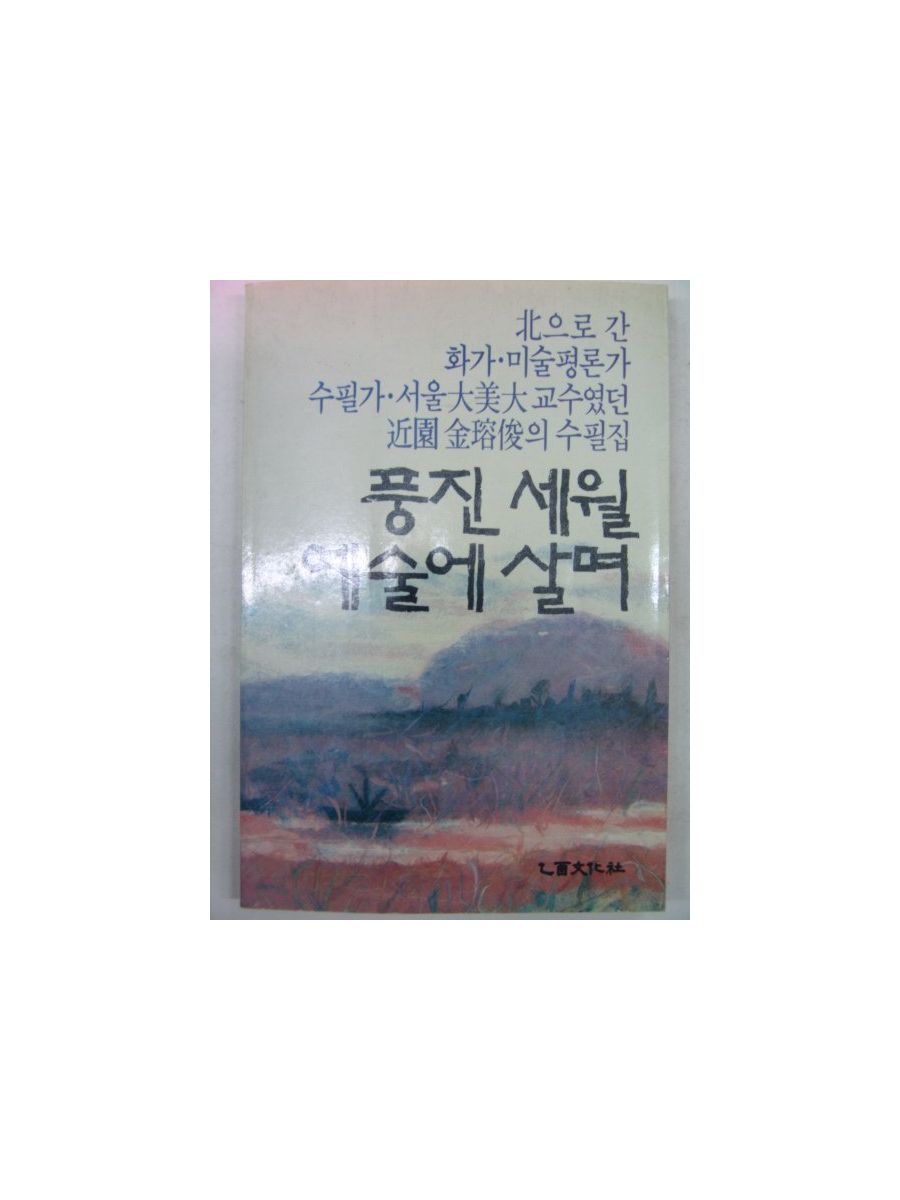 北으로 간
화가·미술평론가
수필가·서울大美大 교수였던
近園 金瑢俊의 수필집
풍진 세월
예술에 살며
乙酉文化社